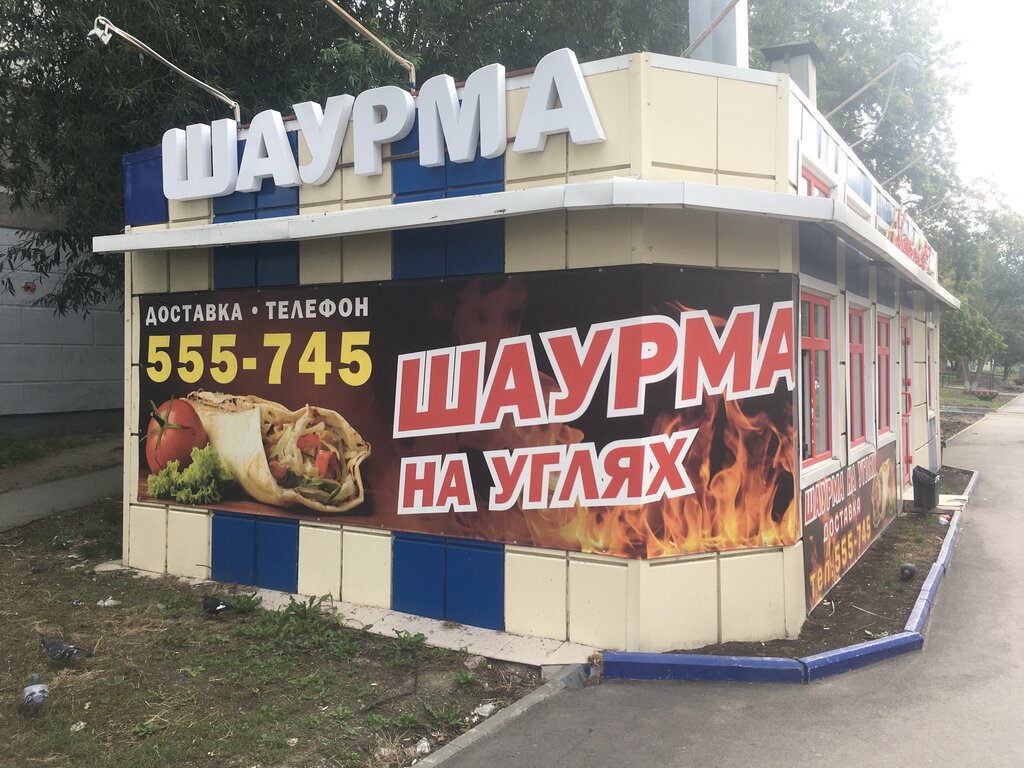 ШАУРМА
ДОСТАВКА • ТЕЛЕФОН
555-745
ШАУРМА
НА УГЛЯХ
ШАУРМА НА УГЛЯХ
ДОСТАВКА
тел.555-745